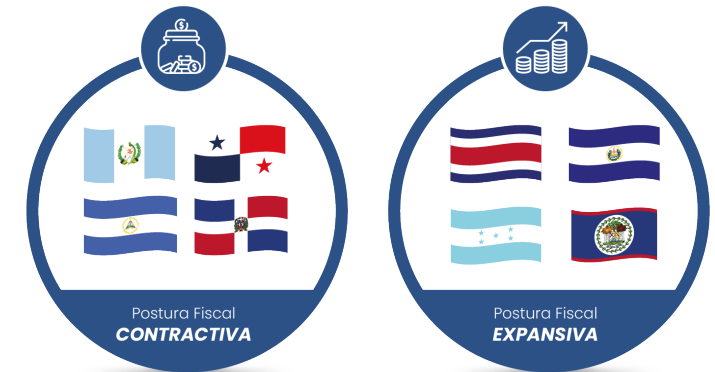 Postura Fiscal
CONTRACTIVA
Postura Fiscal
EXPANSIVA